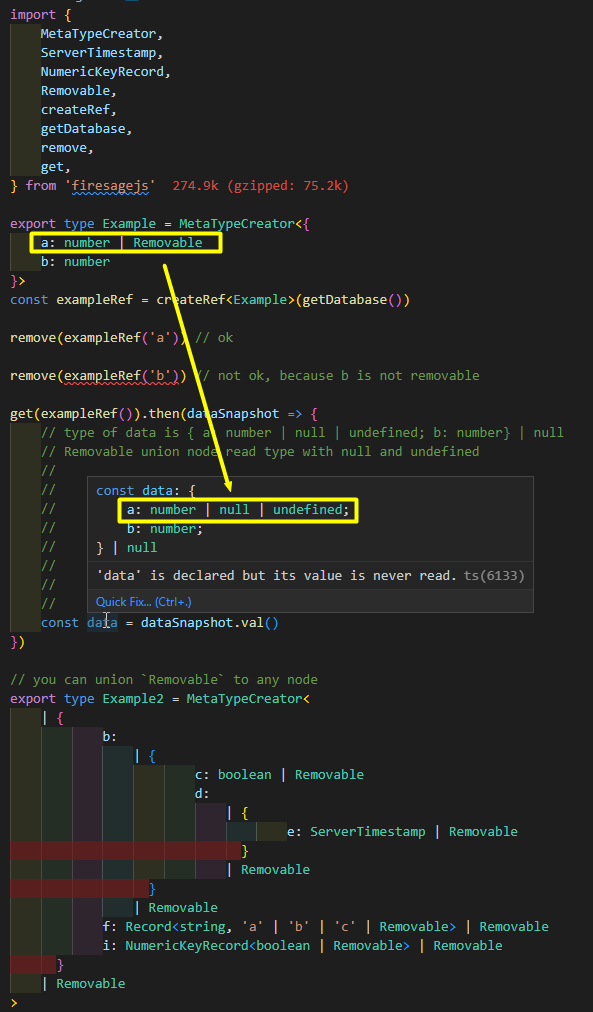 import {
MetaTypeCreator,
ServerTimestamp,
NumericKeyRecord,
Removable,
createRef,
getDatabase,
remove,
get,
} from 'firesagejs' 274.9k (gzipped: 75.2k)
export type Example = MetaTypeCreator<{
a: number | Removable
b: number
}>
const exampleRef = createRef<Example>(getDatabase())
remove(exampleRef('a')) // ok
remove(exampleRef('b')) // not ok, because b is not removable
get(exampleRef()).then(dataSnapshot => {
// type of data is { a: number | null | undefined; b: number} | null
// Removable union node read type with null and undefined
//
//
const data: {
//
a: number | null | undefined;
//
b: number;
//
} | null
//
'data' is declared but its value is never read. ts(6133)
//
//
Quick Fix... (Ctrl+.)
const data = dataSnapshot.val()
})
// you can union `Removable` to any node
export type Example2 = MetaTypeCreator<
| {
b:
| {
c: boolean | Removable
d:
| {
e: ServerTimestamp | Removable
}
| Removable
}
| Removable
f: Record<string, 'a' | 'b' | 'c' | Removable> | Removable
i: NumericKeyRecord<boolean | Removable> | Removable
}
| Removable
>